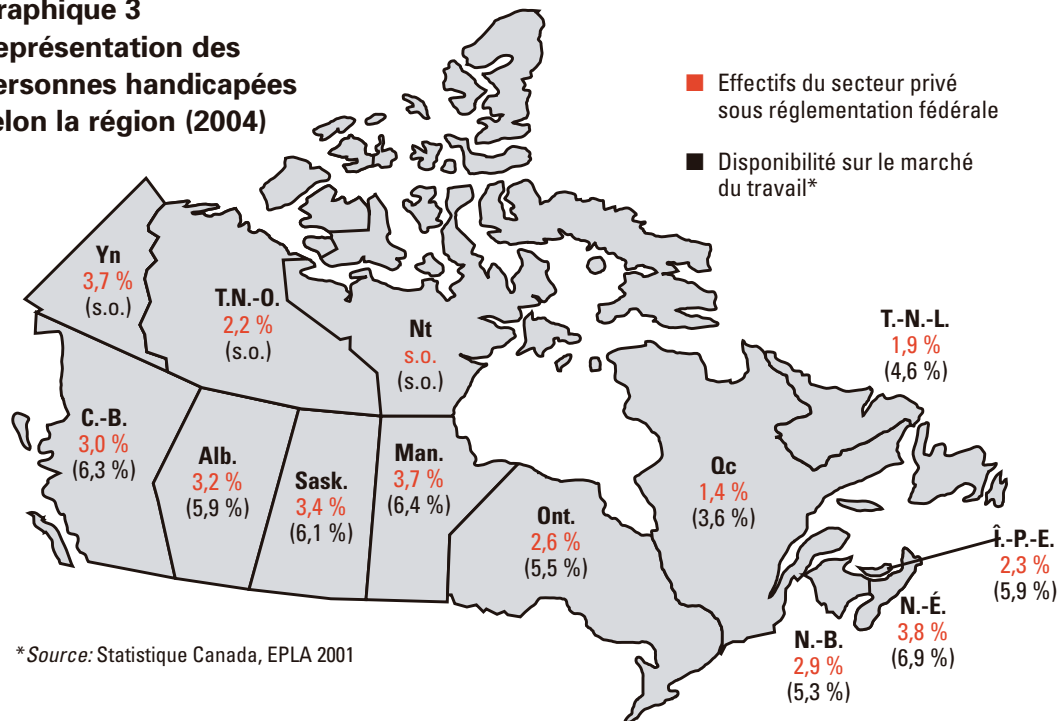 raphique 3
eprésentation des
ersonnes handicapées
elon la région (2004)
Effectifs du secteur privé
sous réglementation fédérale
Disponibilité sur le marché
du travail*
Yn
3,7 %
(s.o.)
T.N.-O.
2,2 %
(s.o.)
Nt
s.o.
(s.o.)
T.-N.-L.
1,9 %
(4,6 %)
C.-B.
3,0 %
(6,3 %)
Alb.
3,2 %
(5,9 %)
Sask.
3,4 %
(6,1 %)
Man.
3,7 %
(6,4 %)
Ont.
2,6 %
(5,5 %)
Qc
1,4 %
(3,6 %)
Î.-P.-E.
2,3 %
(5,9 %)
N.-É.
3,8 %
(6,9 %)
N.-B.
2,9 %
(5,3 %)
*Source: Statistique Canada, EPLA 2001